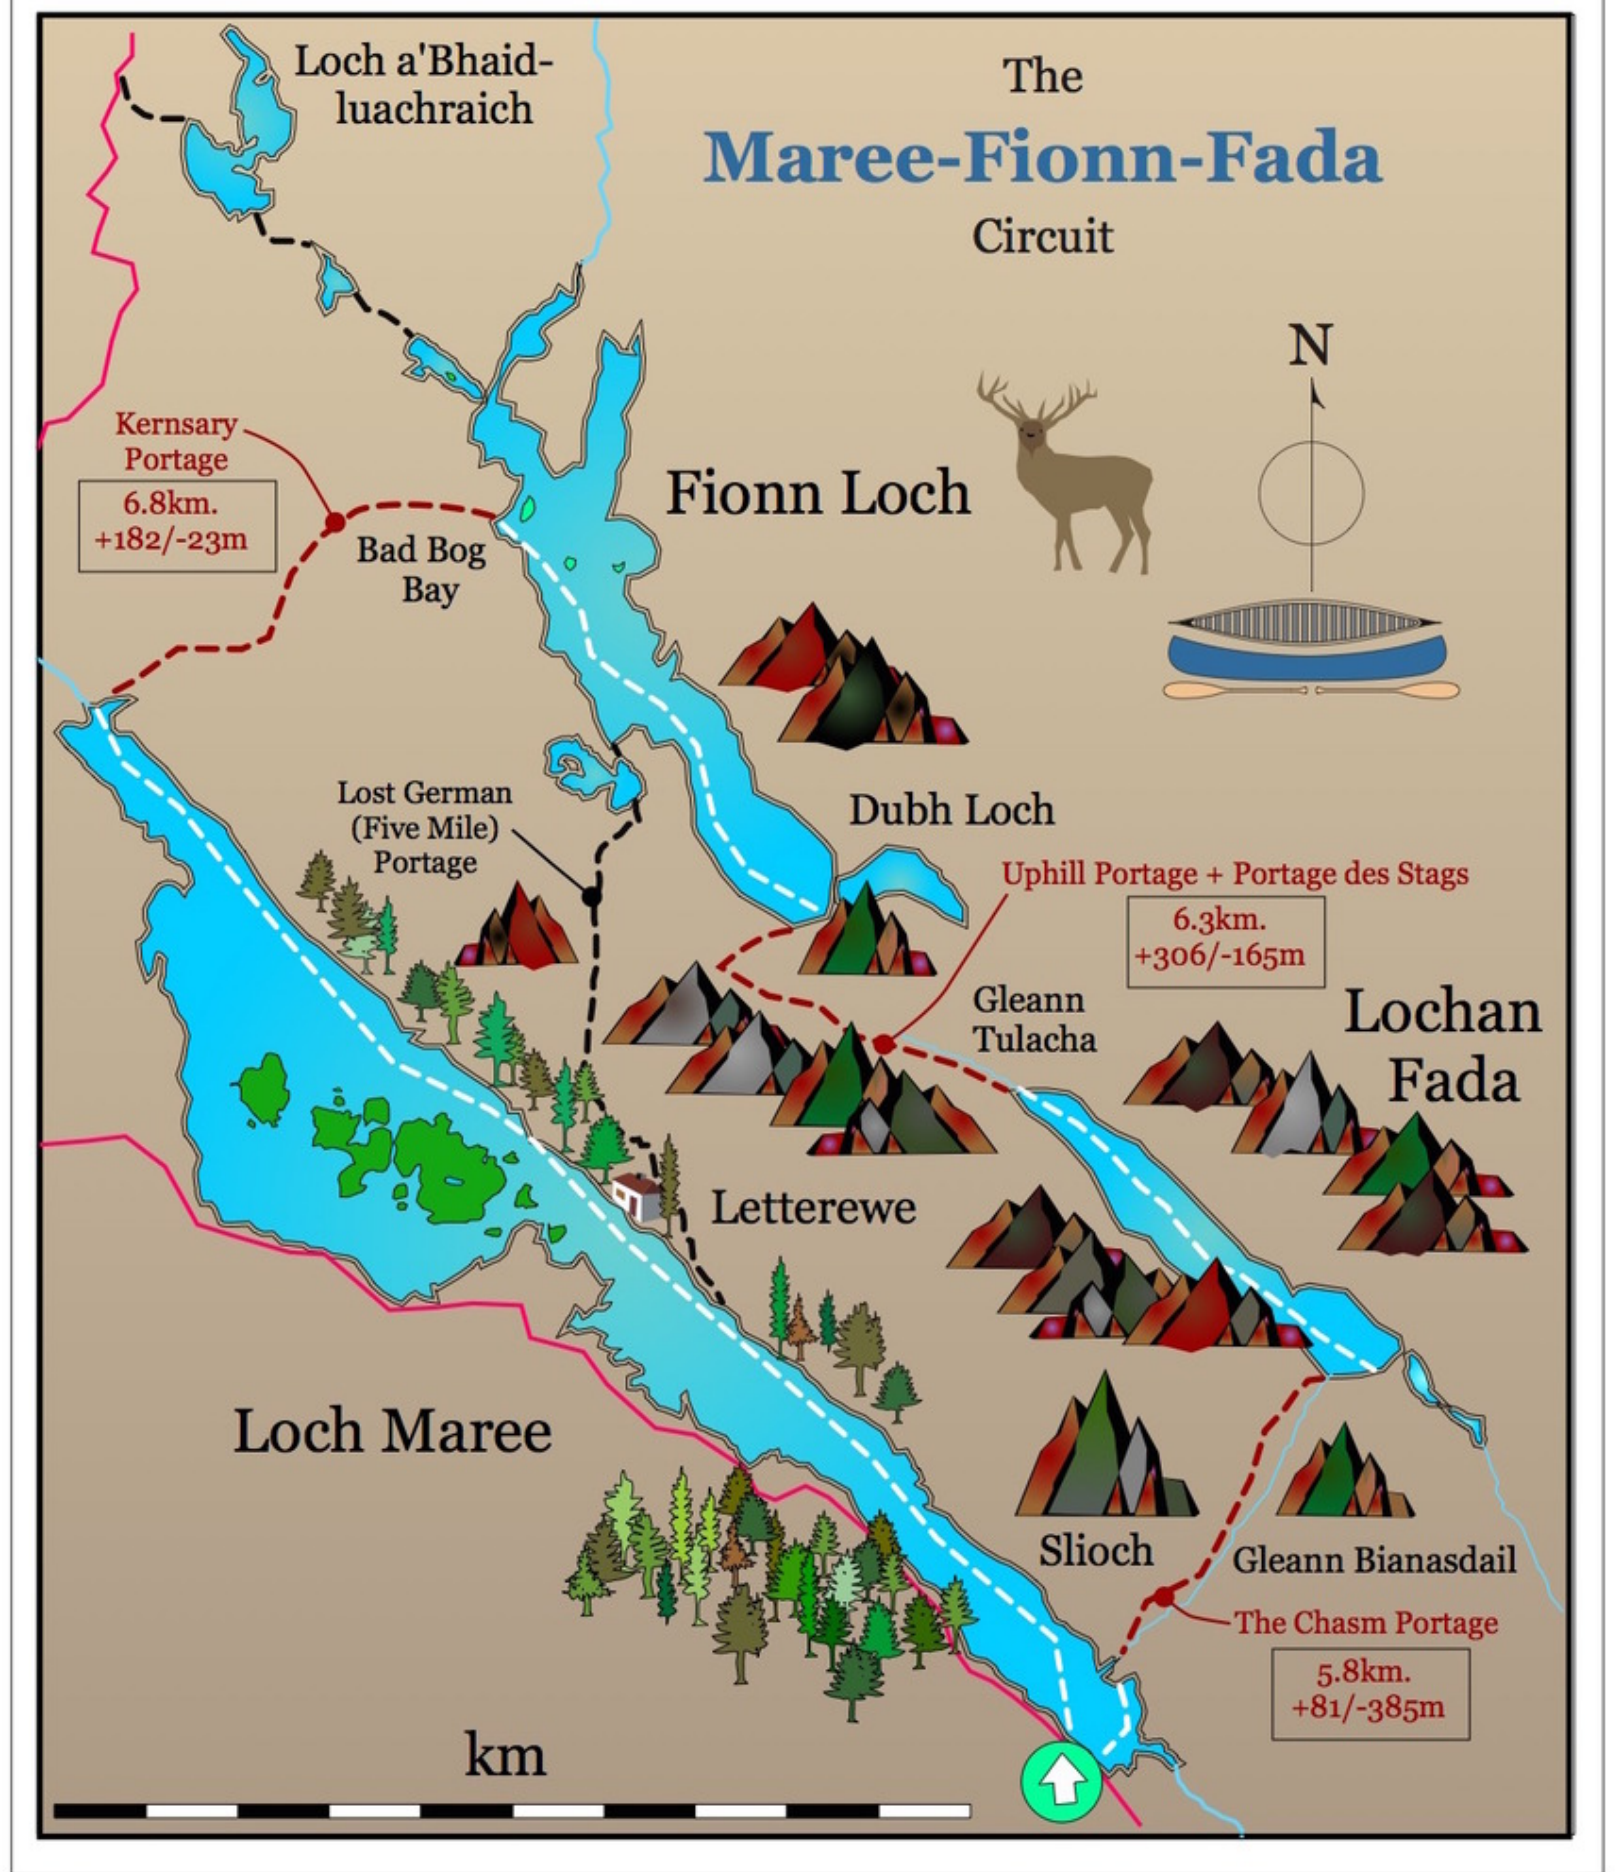 Loch a'Bhaid-
luachraich
The
Maree-Fionn-Fada
Circuit
N
Kernsary
Portage
6.8km.
+182/-23m
Fionn Loch
Bad Bog
Bay
Lost German
(Five Mile)
Portage
Dubh Loch
Uphill Portage + Portage des Stags
6.3km.
+306/-165m
Gleann
Tulacha
Lochan
Fada
Letterewe
Loch Maree
Slioch
Gleann Bianasdail
The Chasm Portage
5.8km.
+81/-385m
km